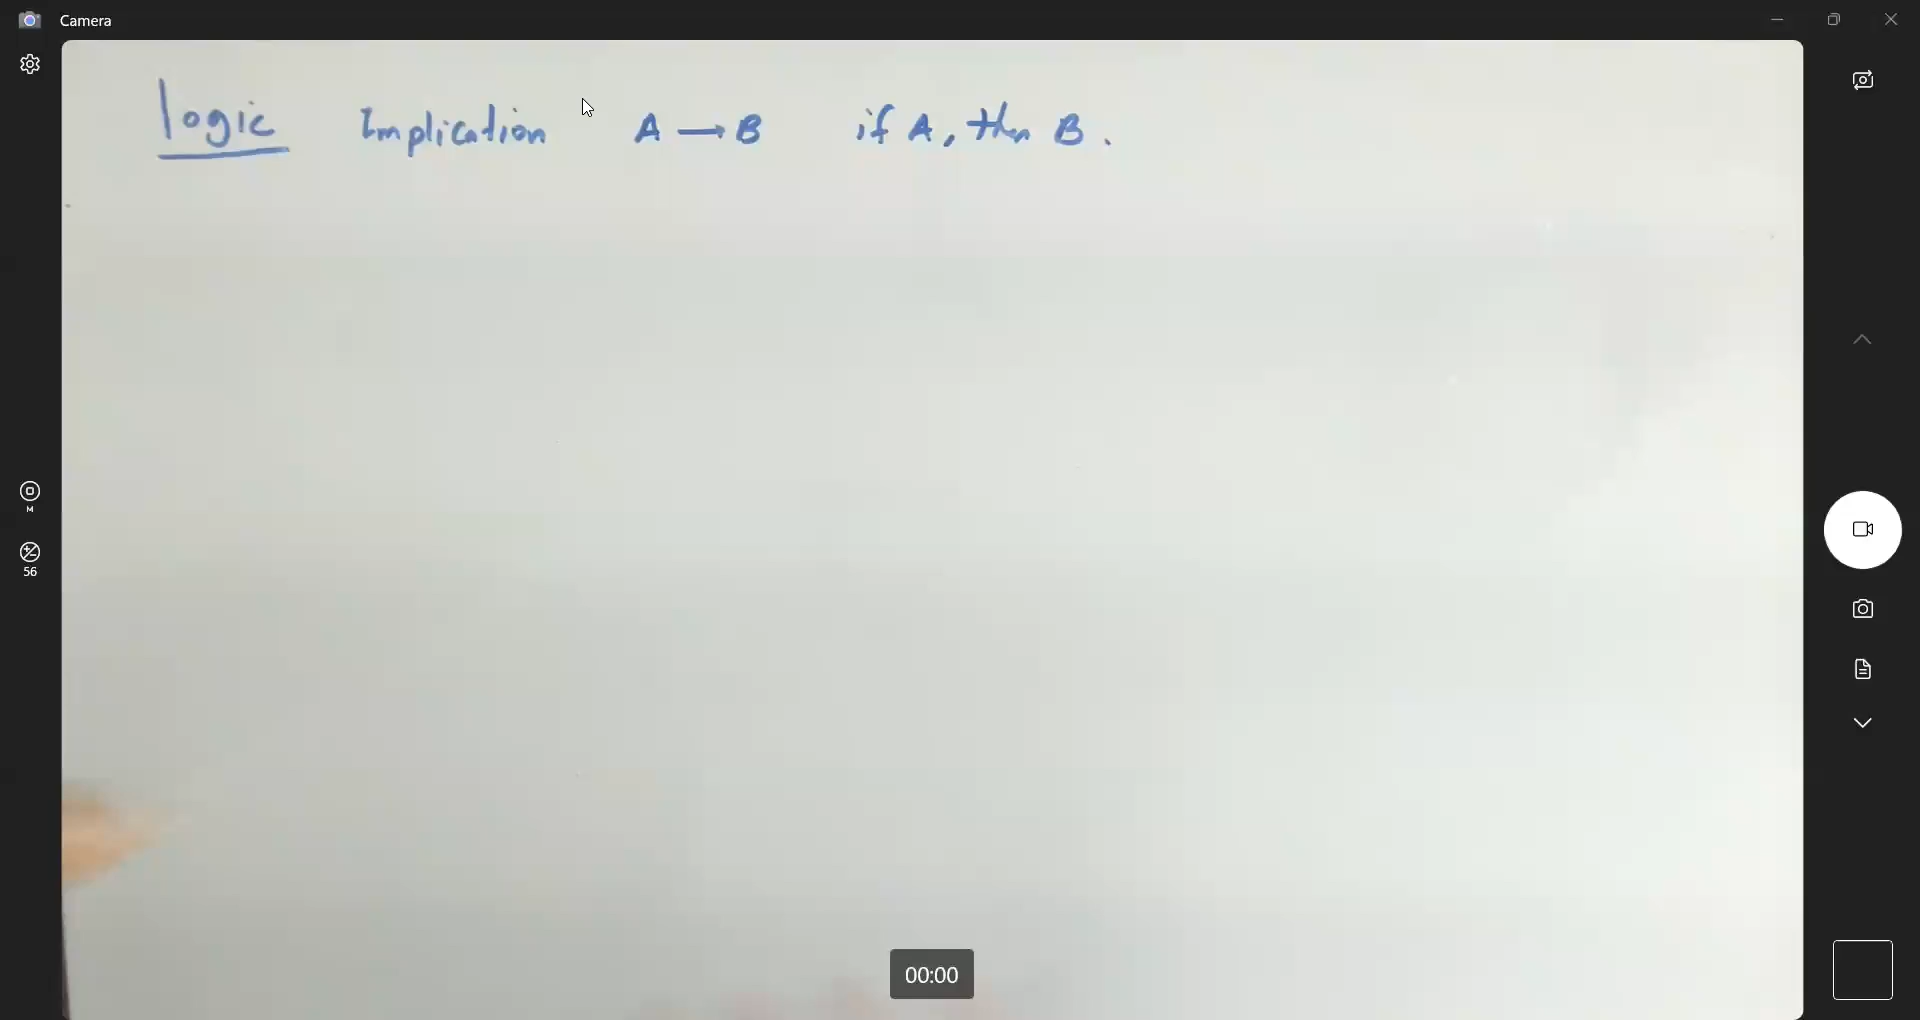 Camera
logic Implication A → B if A, then B.
M
56
00:00